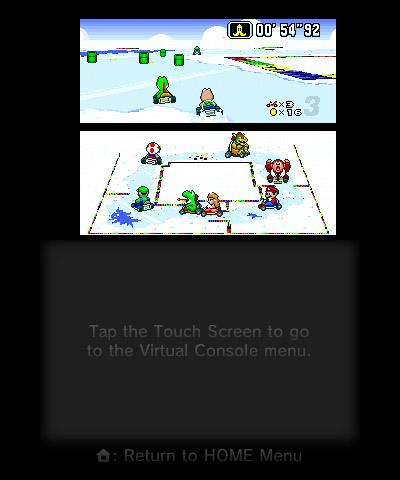 00'54"92
×3
×16
3
Tap the Touch Screen to go
to the Virtual Console menu.
: Return to HOME Menu